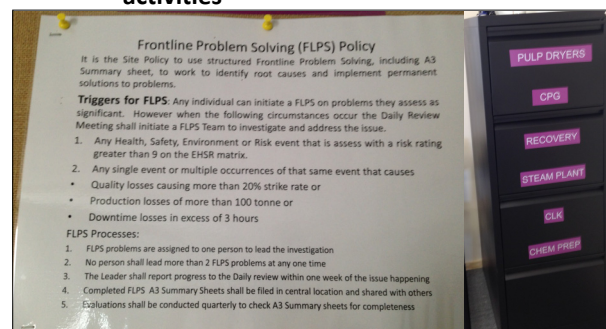 activities
Frontline Problem Solving (FLPS) Policy
It is the Site Policy to use structured Frontline Problem Solving, including A3
Summary sheet, to work to identify root causes and implement permanent
solutions to problems.
Triggers for FLPS: Any individual can initiate a FLPS on problems they assess as
significant. However when the following circumstances occur the Daily Review
Meeting shall initiate a FLPS Team to investigate and address the issue.
1. Any Health, Safety, Environment or Risk event that is assess with a risk rating
greater than 9 on the EHSR matrix.
2. Any single event or multiple occurrences of that same event that causes
• Quality losses causing more than 20% strike rate or
• Production losses of more than 100 tonne or
• Downtime losses in excess of 3 hours
FLPS Processes:
1. FLPS problems are assigned to one person to lead the investigation
2. No person shall lead more than 2 FLPS problems at any one time
3. The Leader shall report progress to the Daily review within one week of the issue happening
4. Completed FLPS A3 Summary Sheets shall be filed in central location and shared with others
5. Evaluations shall be conducted quarterly to check A3 Summary sheets for completeness
PULP DRYERS
CPG
RECOVERY
STEAM PLANT
CLK
CHEM PREP